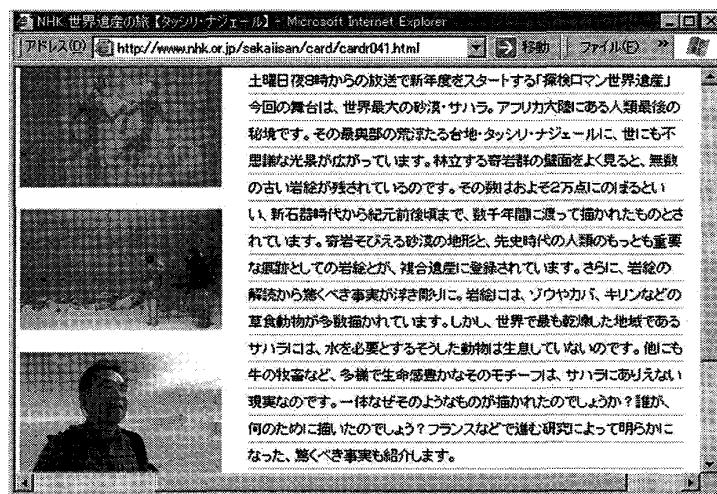 NHK 世界遺産の旅【タッシリ・ナジェール】 - Microsoft Internet Explorer
アドレス(D) http://www.nhk.or.jp/sekaiisan/card/cardr041.html 移動 ファイル(F) »
土曜日夜8時からの放送で新年度をスタートする「探検ロマン世界遺産」
今回の舞台は、世界最大の砂漠・サハラ。アフリカ大陸にある人類最後の
秘境です。その最奥部の荒涼たる台地・タッシリ・ナジェールに、世にも不
思議な光景が広がっています。林立する奇岩群の壁面をよく見ると、無数
の古い岩絵が残されているのです。その数はおよそ2万点にのぼるとい
い、新石器時代から紀元前後頃まで、数千年間に渡って描かれたものとさ
れています。奇岩そびえる砂漠の地形と、先史時代の人類のもっとも重要
な痕跡としての岩絵とが、複合遺産に登録されています。さらに、岩絵の
解読から驚くべき事実が浮き彫りに。岩絵には、ゾウやカバ、キリンなどの
草食動物が多数描かれています。しかし、世界で最も乾燥した地域である
サハラには、水を必要とするそうした動物は生息していないのです。他にも
牛の牧畜など、多様で生命感豊かなそのモチーフは、サハラにありえない
現実なのです。一体なぜそのようなものが描かれたのでしょうか?誰が、
何のために描いたのでしょう?フランスなどで進む研究によって明らかに
なった、驚くべき事実も紹介します。